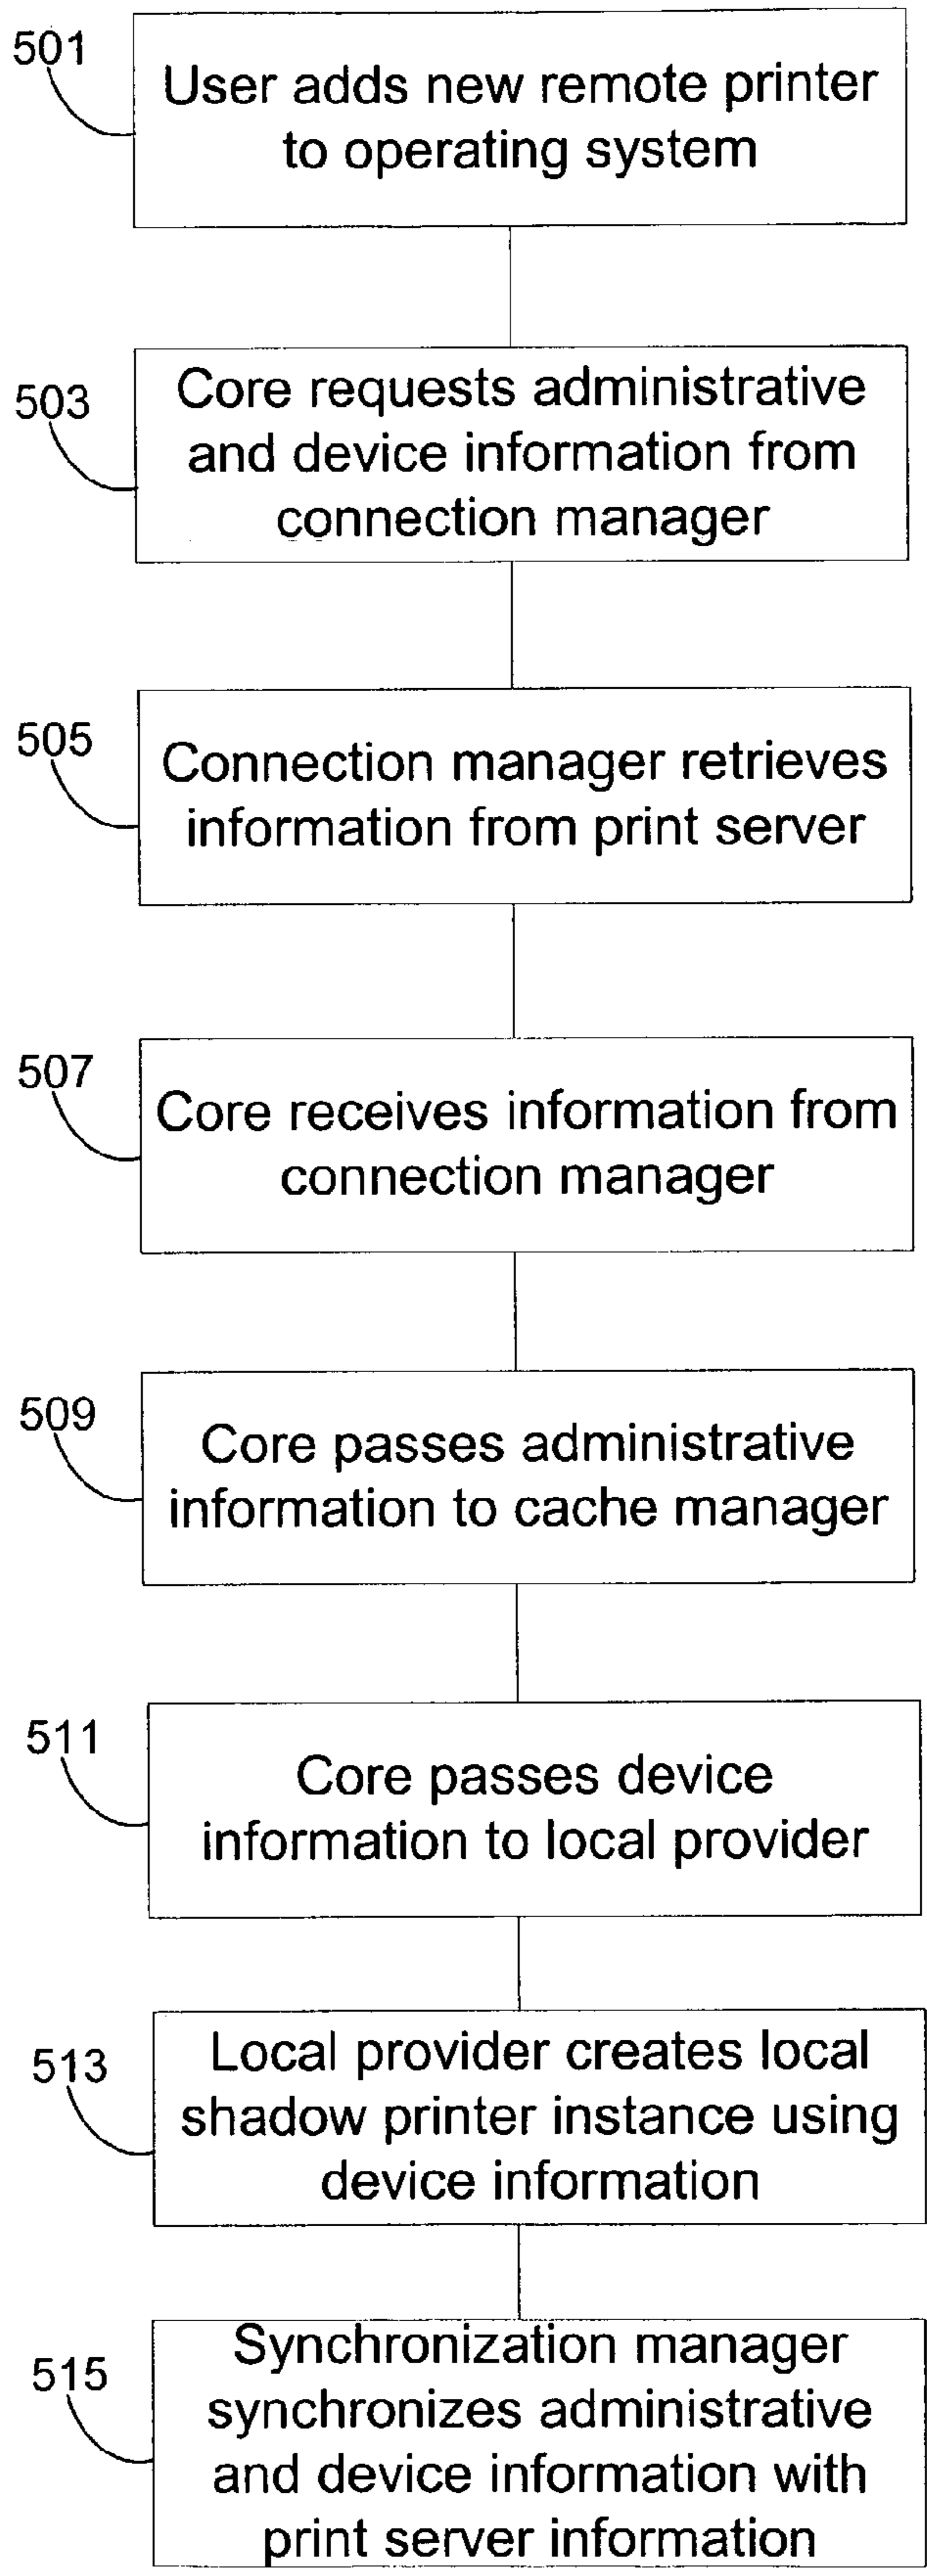 501
User adds new remote printer
to operating system
503
Core requests administrative
and device information from
connection manager
505
Connection manager retrieves
information from print server
507
Core receives information from
connection manager
509
Core passes administrative
information to cache manager
511
Core passes device
information to local provider
513
Local provider creates local
shadow printer instance using
device information
515
Synchronization manager
synchronizes administrative
and device information with
print server information